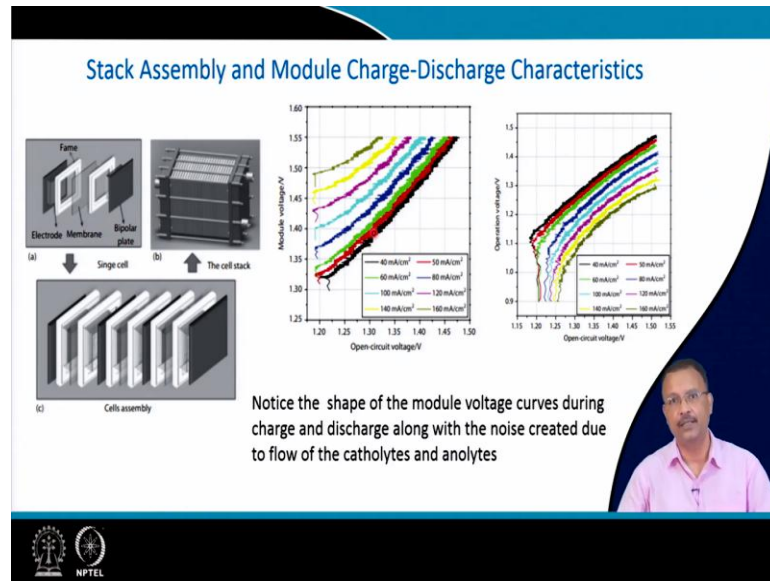 Stack Assembly and Module Charge-Discharge Characteristics
Fame
Electrode
Membrane
Bipolar
plate
(a)
Singe cell
(b)
The cell stack
(c)
Cells assembly
Module voltage/V
1.60
1.55
1.50
1.45
1.40
1.35
1.30
1.25
40 mA/cm²
50 mA/cm²
60 mA/cm²
80 mA/cm²
100 mA/cm²
120 mA/cm²
140 mA/cm²
160 mA/cm²
1.20 1.25 1.30 1.35 1.40 1.45 1.50
Open-circuit voltage/V
Operation voltage/V
1.5
1.4
1.3
1.2
1.1
1.0
0.9
40 mA/cm²
50 mA/cm²
60 mA/cm²
80 mA/cm²
100 mA/cm²
120 mA/cm²
140 mA/cm²
160 mA/cm²
1.15 1.20 1.25 1.30 1.35 1.40 1.45 1.50 1.55
Open-circuit voltage/V
Notice the shape of the module voltage curves during
charge and discharge along with the noise created due
to flow of the catholytes and anolytes
NPTEL